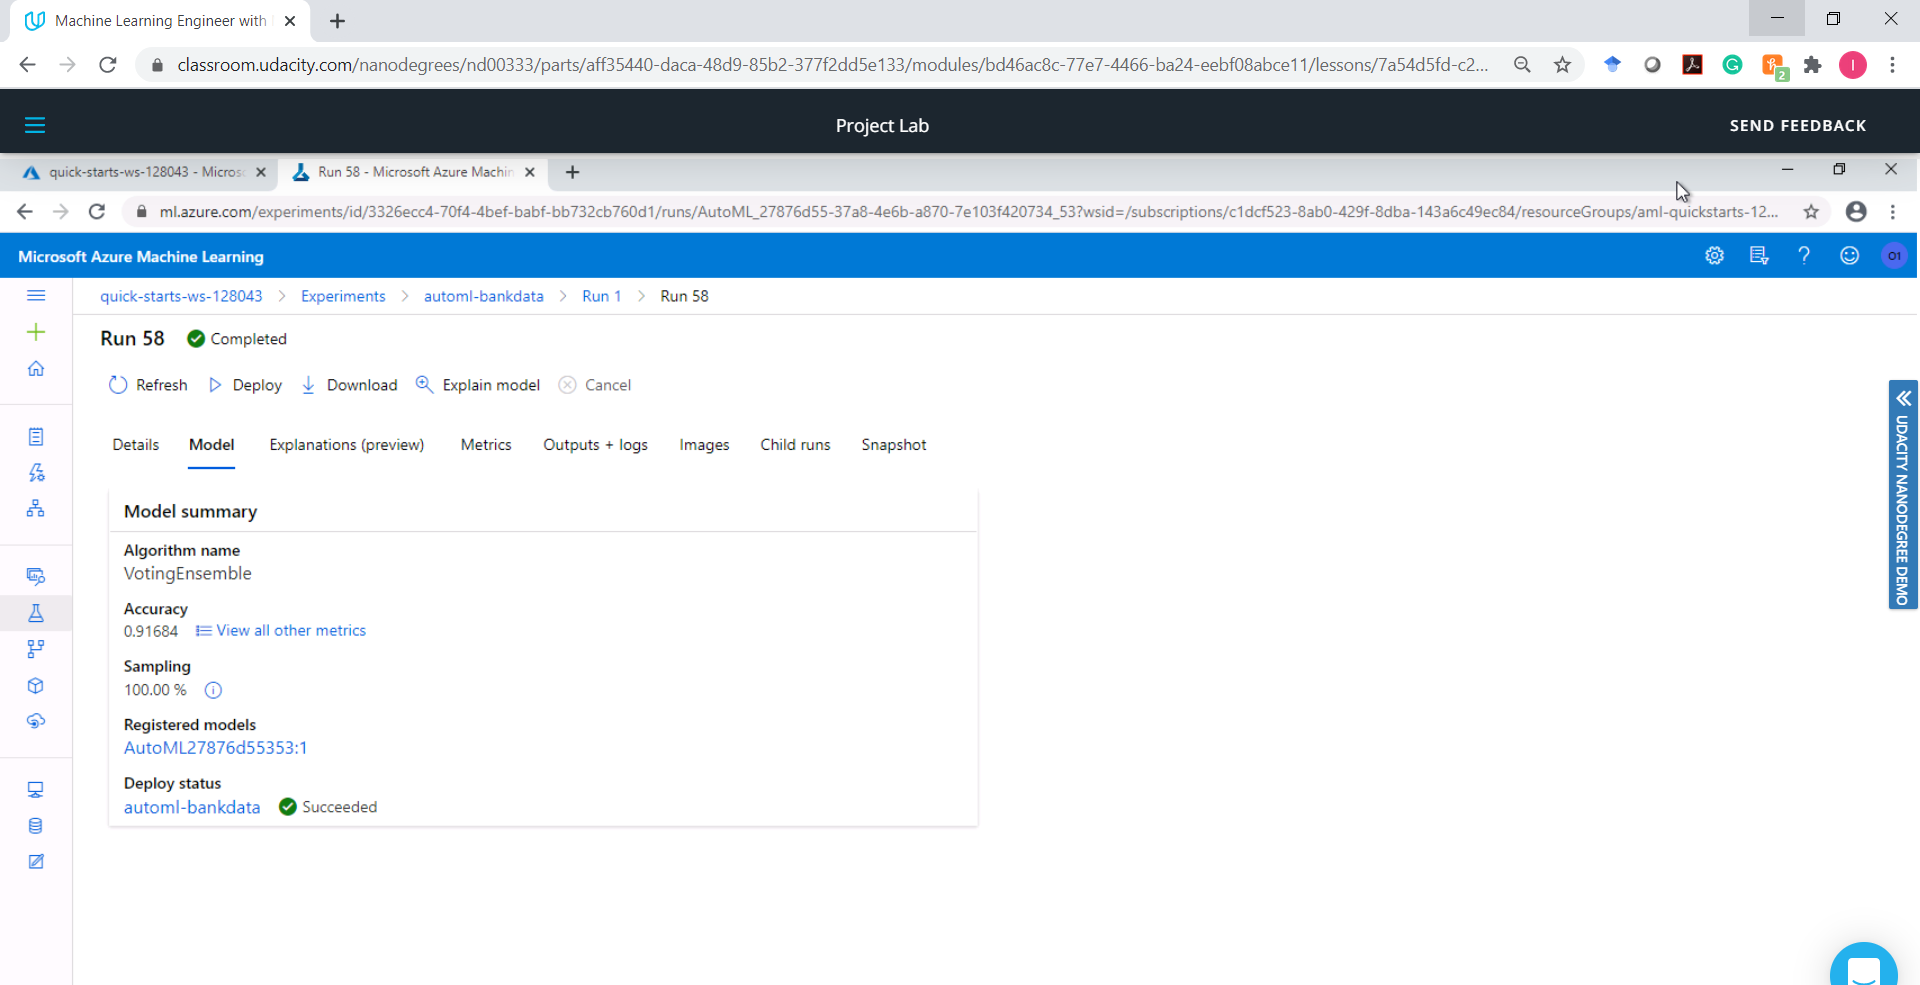 Machine Learning Engineer with
classroom.udacity.com/nanodegrees/nd00333/parts/aff35440-daca-48d9-85b2-377f2dd5e133/modules/bd46ac8c-77e7-4466-ba24-eebf08abce11/lessons/7a54d5fd-c2...
2
I
Project Lab
SEND FEEDBACK
quick-starts-ws-128043 - Micros
Run 58 - Microsoft Azure Machin
ml.azure.com/experiments/id/3326ecc4-70f4-4bef-babf-bb732cb760d1/runs/AutoML_27876d55-37a8-4e6b-a870-7e103f420734_53?wsid=/subscriptions/c1dcf523-8ab0-429f-8dba-143a6c49ec84/resourceGroups/aml-quickstarts-12...
Microsoft Azure Machine Learning
O1
quick-starts-ws-128043 > Experiments > automl-bankdata > Run 1 > Run 58
Run 58 Completed
Refresh Deploy Download Explain model Cancel
Details Model Explanations (preview) Metrics Outputs + logs Images Child runs Snapshot
UDACITY NANODEGREE DEMO
Model summary
Algorithm name
VotingEnsemble
Accuracy
0.91684 View all other metrics
Sampling
100.00 %
Registered models
AutoML27876d55353:1
Deploy status
automl-bankdata Succeeded